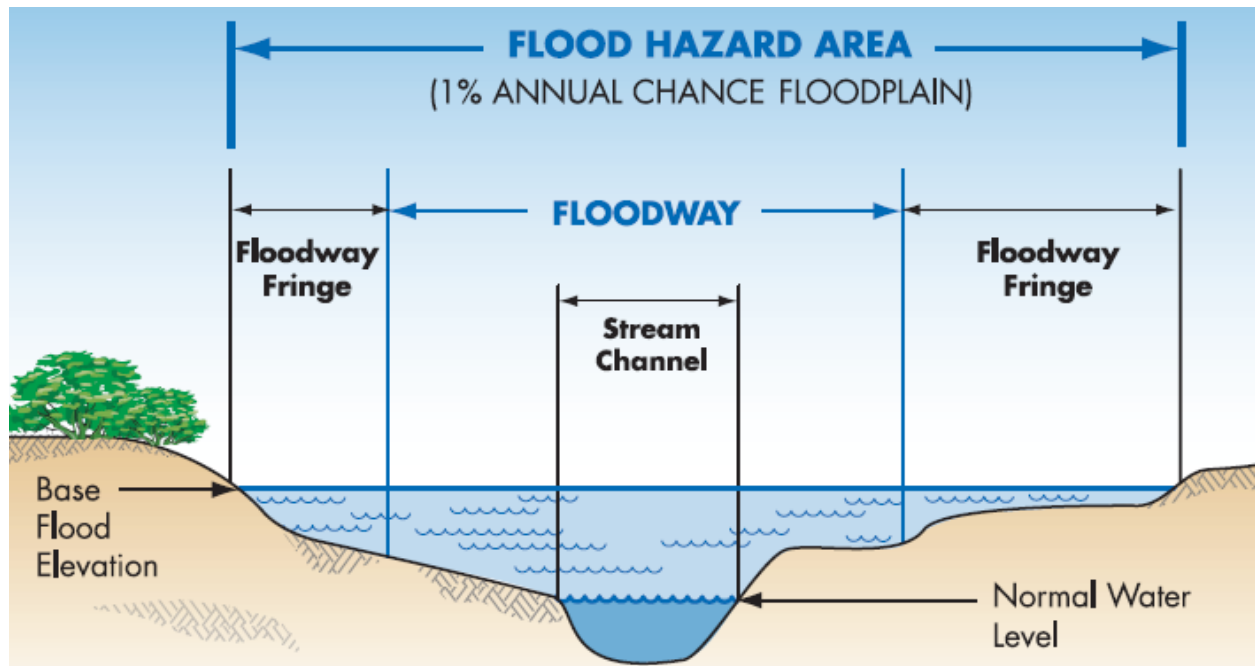 FLOOD HAZARD AREA
(1% ANNUAL CHANCE FLOODPLAIN)
FLOODWAY
Floodway
Fringe
Floodway
Fringe
Stream
Channel
Base
Flood
Elevation
Normal Water
Level